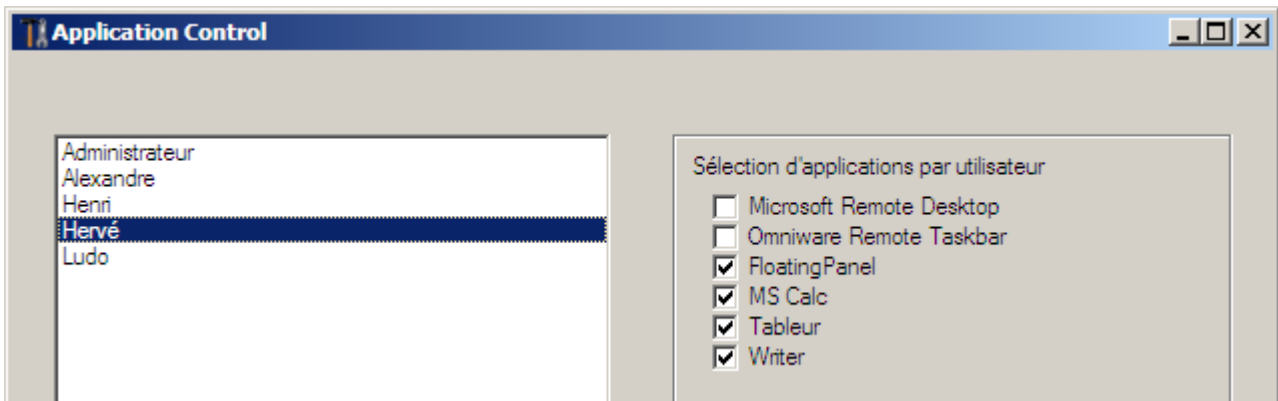 Application Control
Administrateur
Alexandre
Henri
Hervé
Ludo
Sélection d'applications par utilisateur
Microsoft Remote Desktop
Omniware Remote Taskbar
FloatingPanel
MS Calc
Tableur
Writer